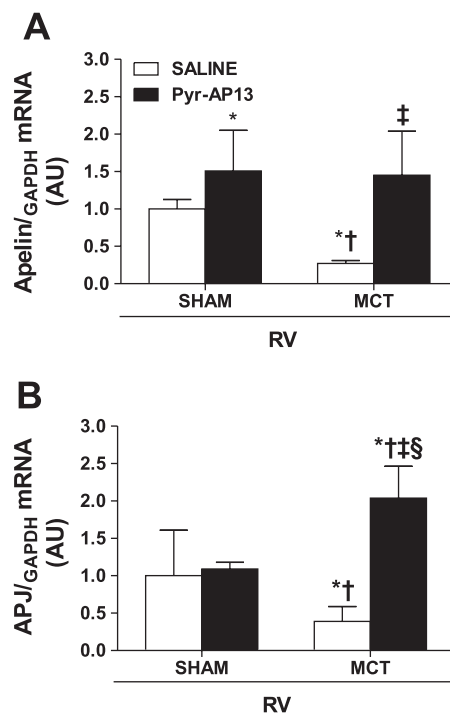 A
Apelin/GAPDH mRNA
(AU)
3.0
2.5
2.0
1.5
1.0
0.5
0.0
SALINE
Pyr-AP13
*
*†
‡
SHAM
MCT
RV
B
APJ/GAPDH mRNA
(AU)
3.0
2.5
2.0
1.5
1.0
0.5
0.0
*†
*†‡§
SHAM
MCT
RV